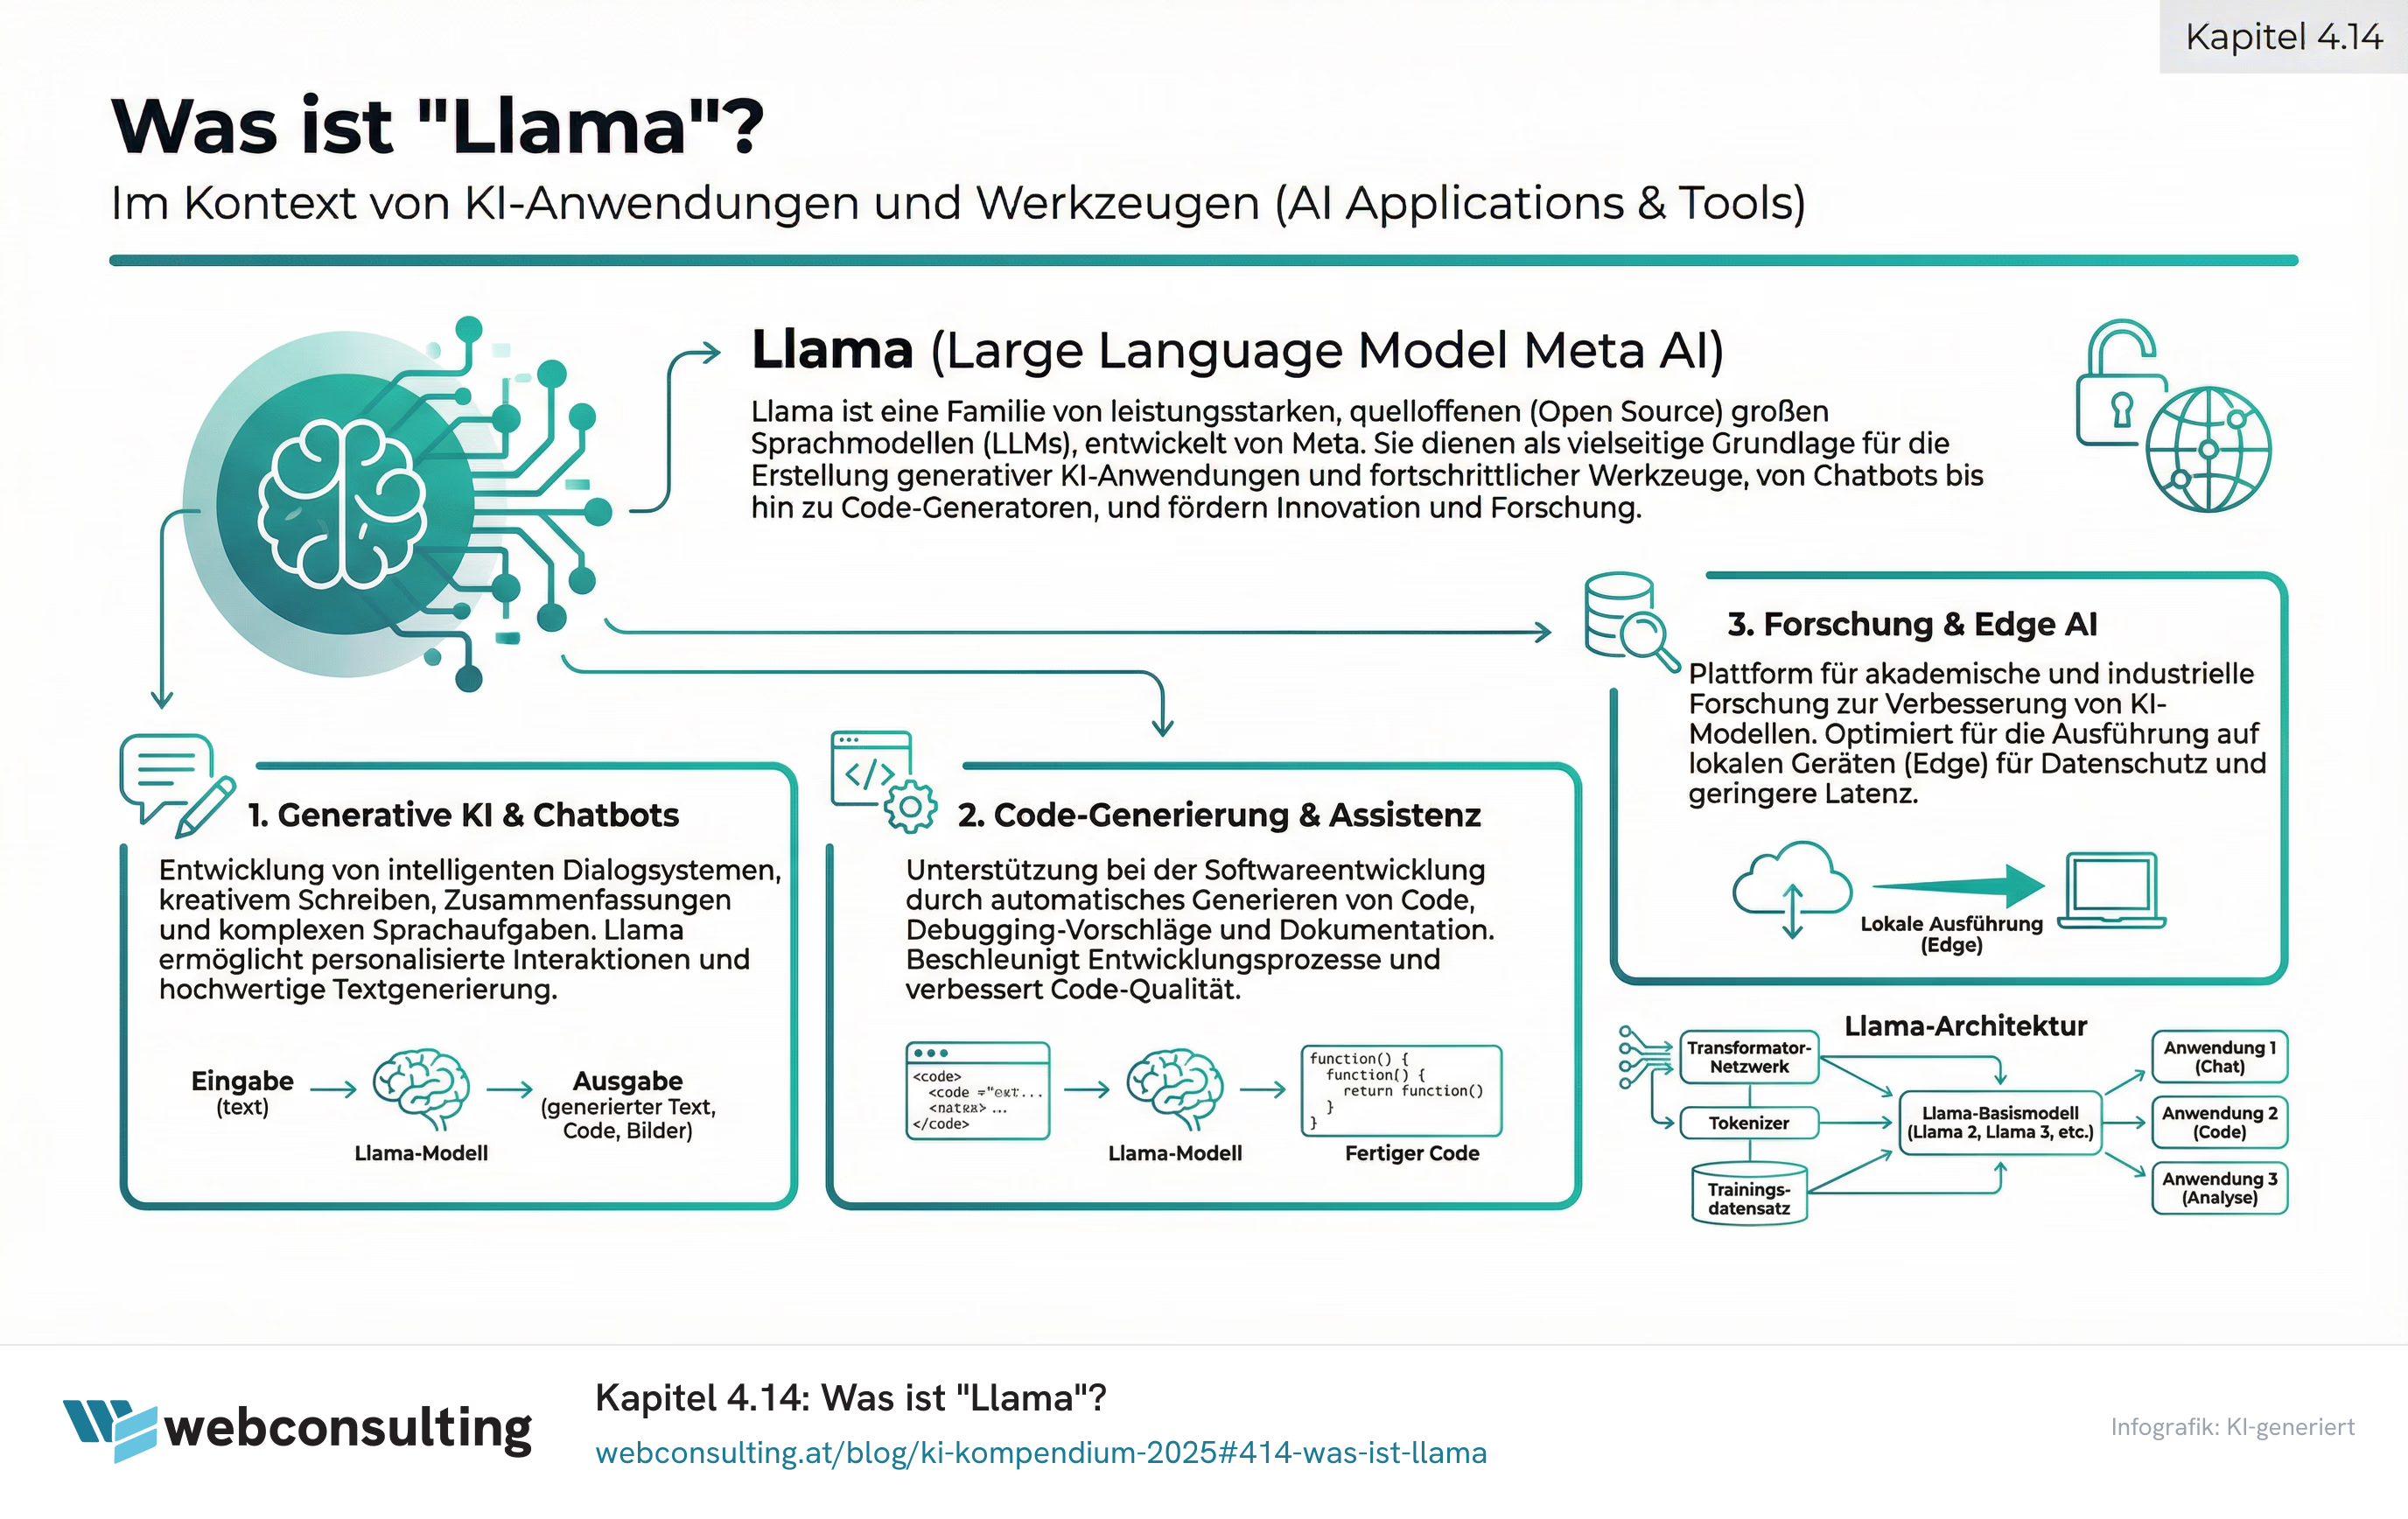 Kapitel 4.14
Was ist "Llama"?
Im Kontext von KI-Anwendungen und Werkzeugen (AI Applications & Tools)
Llama (Large Language Model Meta AI)
Llama ist eine Familie von leistungsstarken, quelloffenen (Open Source) großen
Sprachmodellen (LLMs), entwickelt von Meta. Sie dienen als vielseitige Grundlage für die
Erstellung generativer KI-Anwendungen und fortschrittlicher Werkzeuge, von Chatbots bis
hin zu Code-Generatoren, und fördern Innovation und Forschung.
1. Generative KI & Chatbots
Entwicklung von intelligenten Dialogsystemen,
kreativem Schreiben, Zusammenfassungen
und komplexen Sprachaufgaben. Llama
ermöglicht personalisierte Interaktionen und
hochwertige Textgenerierung.
Eingabe
(text)
Llama-Modell
Ausgabe
(generierter Text,
Code, Bilder)
2. Code-Generierung & Assistenz
Unterstützung bei der Softwareentwicklung
durch automatisches Generieren von Code,
Debugging-Vorschläge und Dokumentation.
Beschleunigt Entwicklungsprozesse und
verbessert Code-Qualität.
</>
<code>
<code
...
</code>
Llama-Modell
function() {
function() {
return function()
}
}
Fertiger Code
3. Forschung & Edge AI
Plattform für akademische und industrielle
Forschung zur Verbesserung von KI-
Modellen. Optimiert für die Ausführung auf
lokalen Geräten (Edge) für Datenschutz und
geringere Latenz.
Lokale Ausführung
(Edge)
Llama-Architektur
Transformator-
Netzwerk
Tokenizer
Trainings-
datensatz
Llama-Basismodell
(Llama 2, Llama 3, etc.)
Anwendung 1
(Chat)
Anwendung 2
(Code)
Anwendung 3
(Analyse)
webconsulting
Kapitel 4.14: Was ist "Llama"?
webconsulting.at/blog/ki-kompendium-2025#414-was-ist-llama
Infografik: KI-generiert